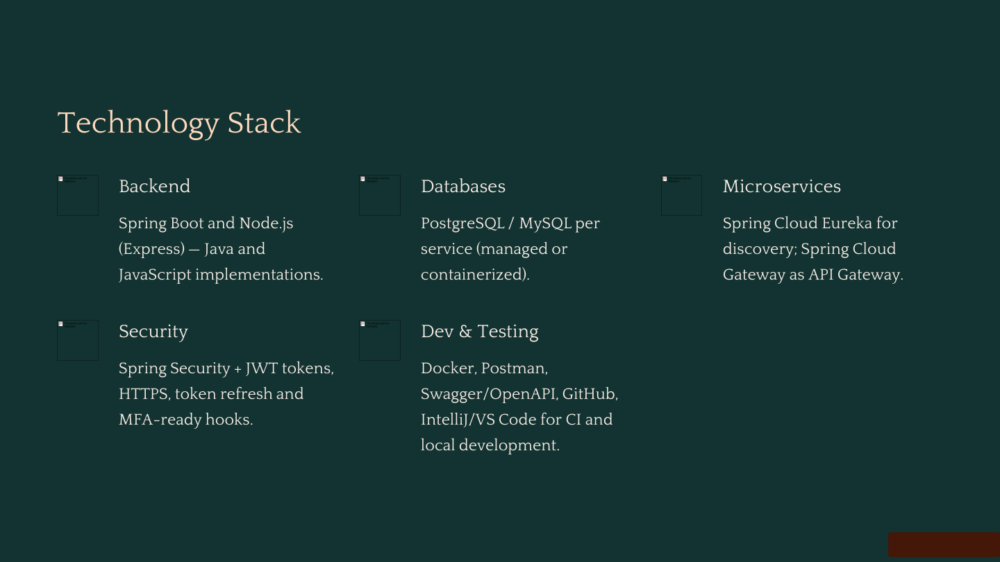 Technology Stack
Backend
Spring Boot and Node.js
(Express) — Java and
JavaScript implementations.
Databases
PostgreSQL / MySQL per
service (managed or
containerized).
Microservices
Spring Cloud Eureka for
discovery; Spring Cloud
Gateway as API Gateway.
Security
Spring Security + JWT tokens,
HTTPS, token refresh and
MFA-ready hooks.
Dev & Testing
Docker, Postman,
Swagger/OpenAPI, GitHub,
IntelliJ/VS Code for CI and
local development.